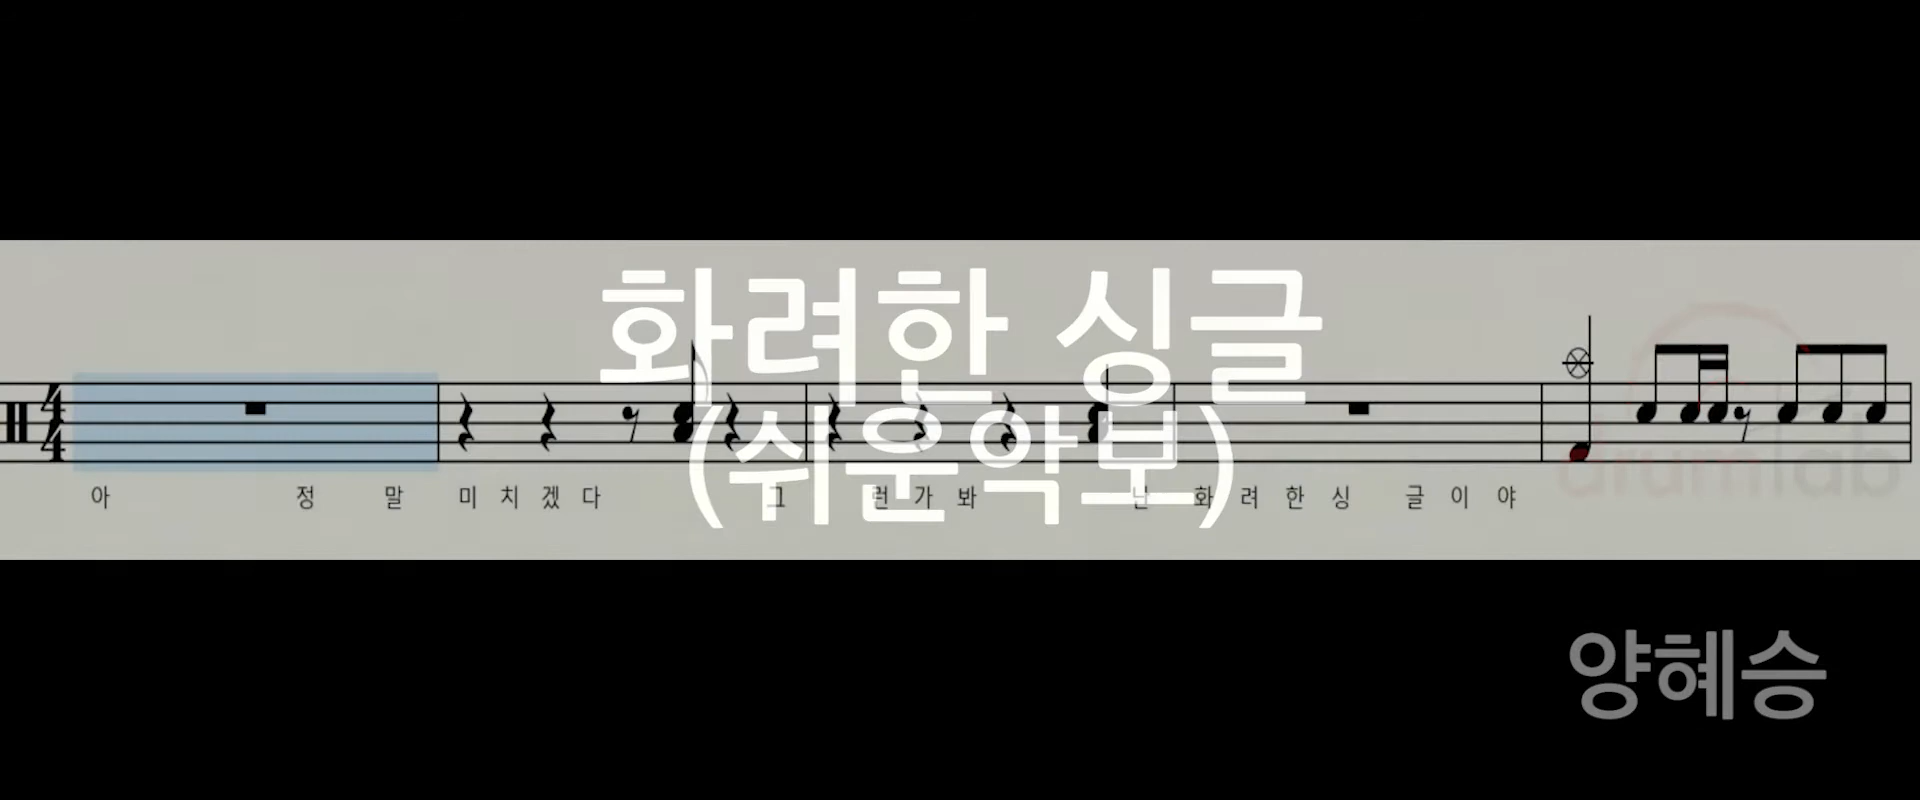 화려한 싱글
(쉬운악보)
아 정 말 미 치 겠 다 그 런 가 봐 난 화 려 한 싱 글 이 야
drumlab
양혜승